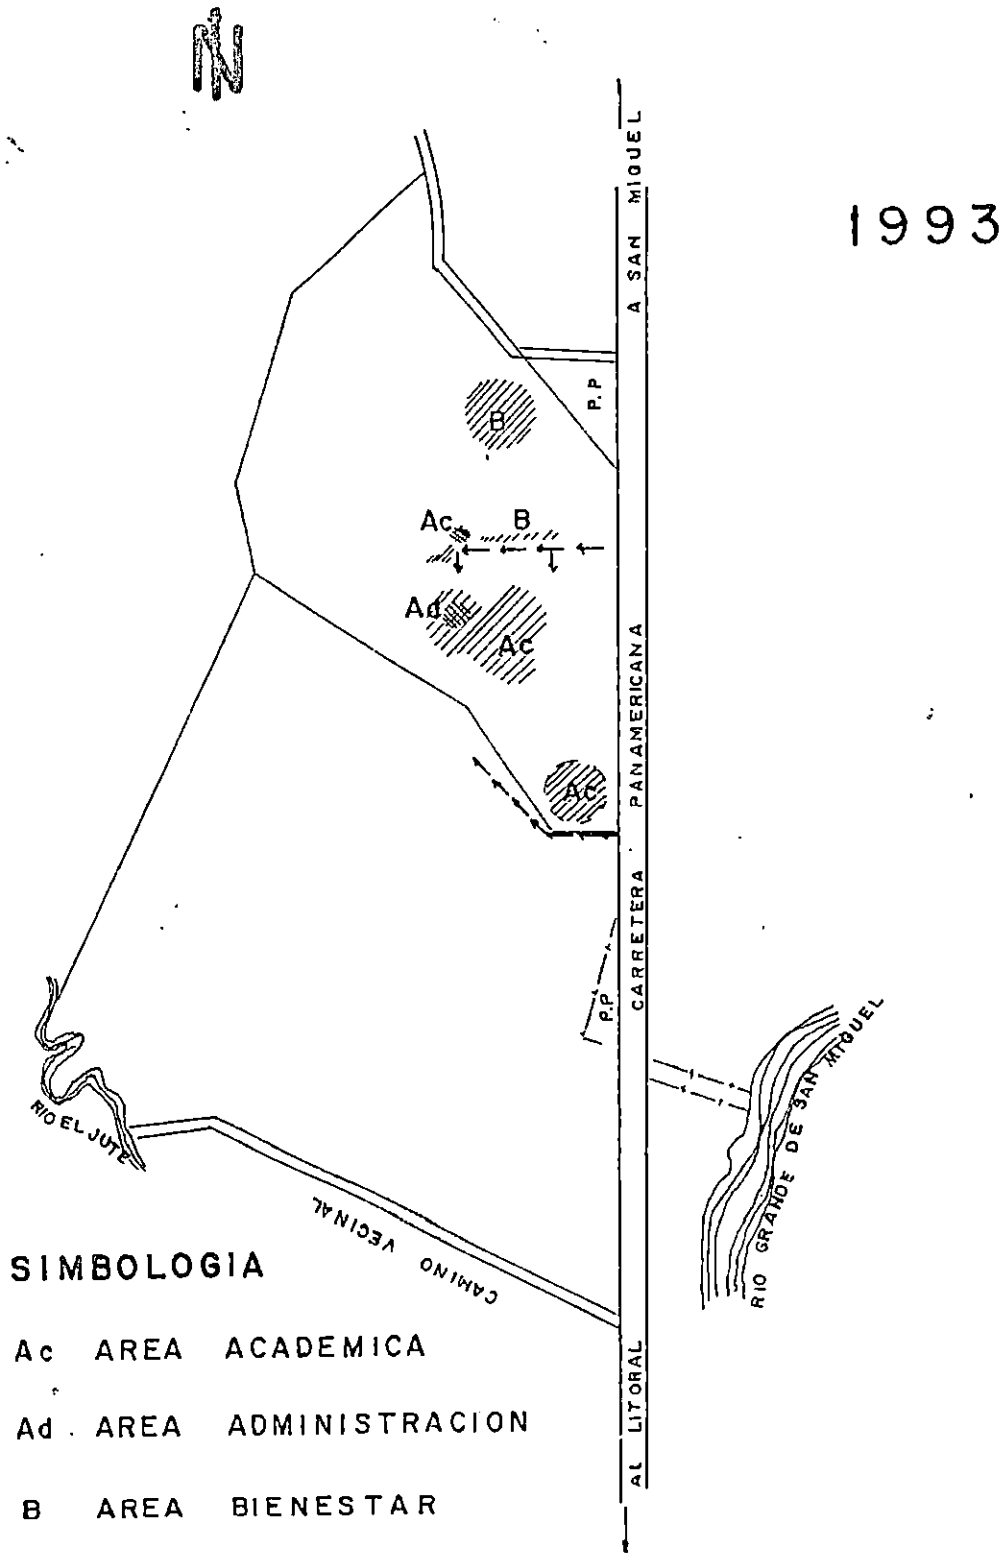 N
1993
A SAN MIGUEL
P.P
B
Ac
B
Ad
Ac
CARRETERA PANAMERICANA
Ac
P.P
RIO GRANDE DE SAN MIGUEL
RIO EL JUTE
CAMINO VECINAL
AL LITORAL
SIMBOLOGIA
Ac AREA ACADEMICA
Ad AREA ADMINISTRACION
B AREA BIENESTAR